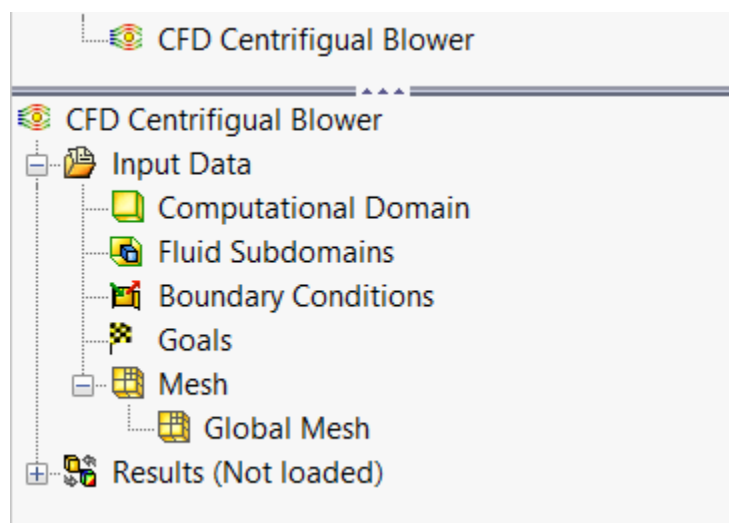 CFD Centrifigual Blower
CFD Centrifigual Blower
Input Data
Computational Domain
Fluid Subdomains
Boundary Conditions
Goals
Mesh
Global Mesh
Results (Not loaded)